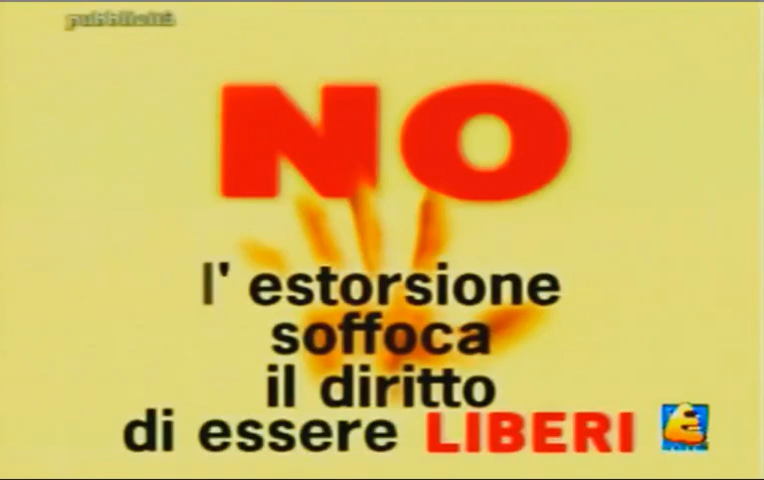 pubblicità
NO
l' estorsione
soffoca
il diritto
di essere LIBERI